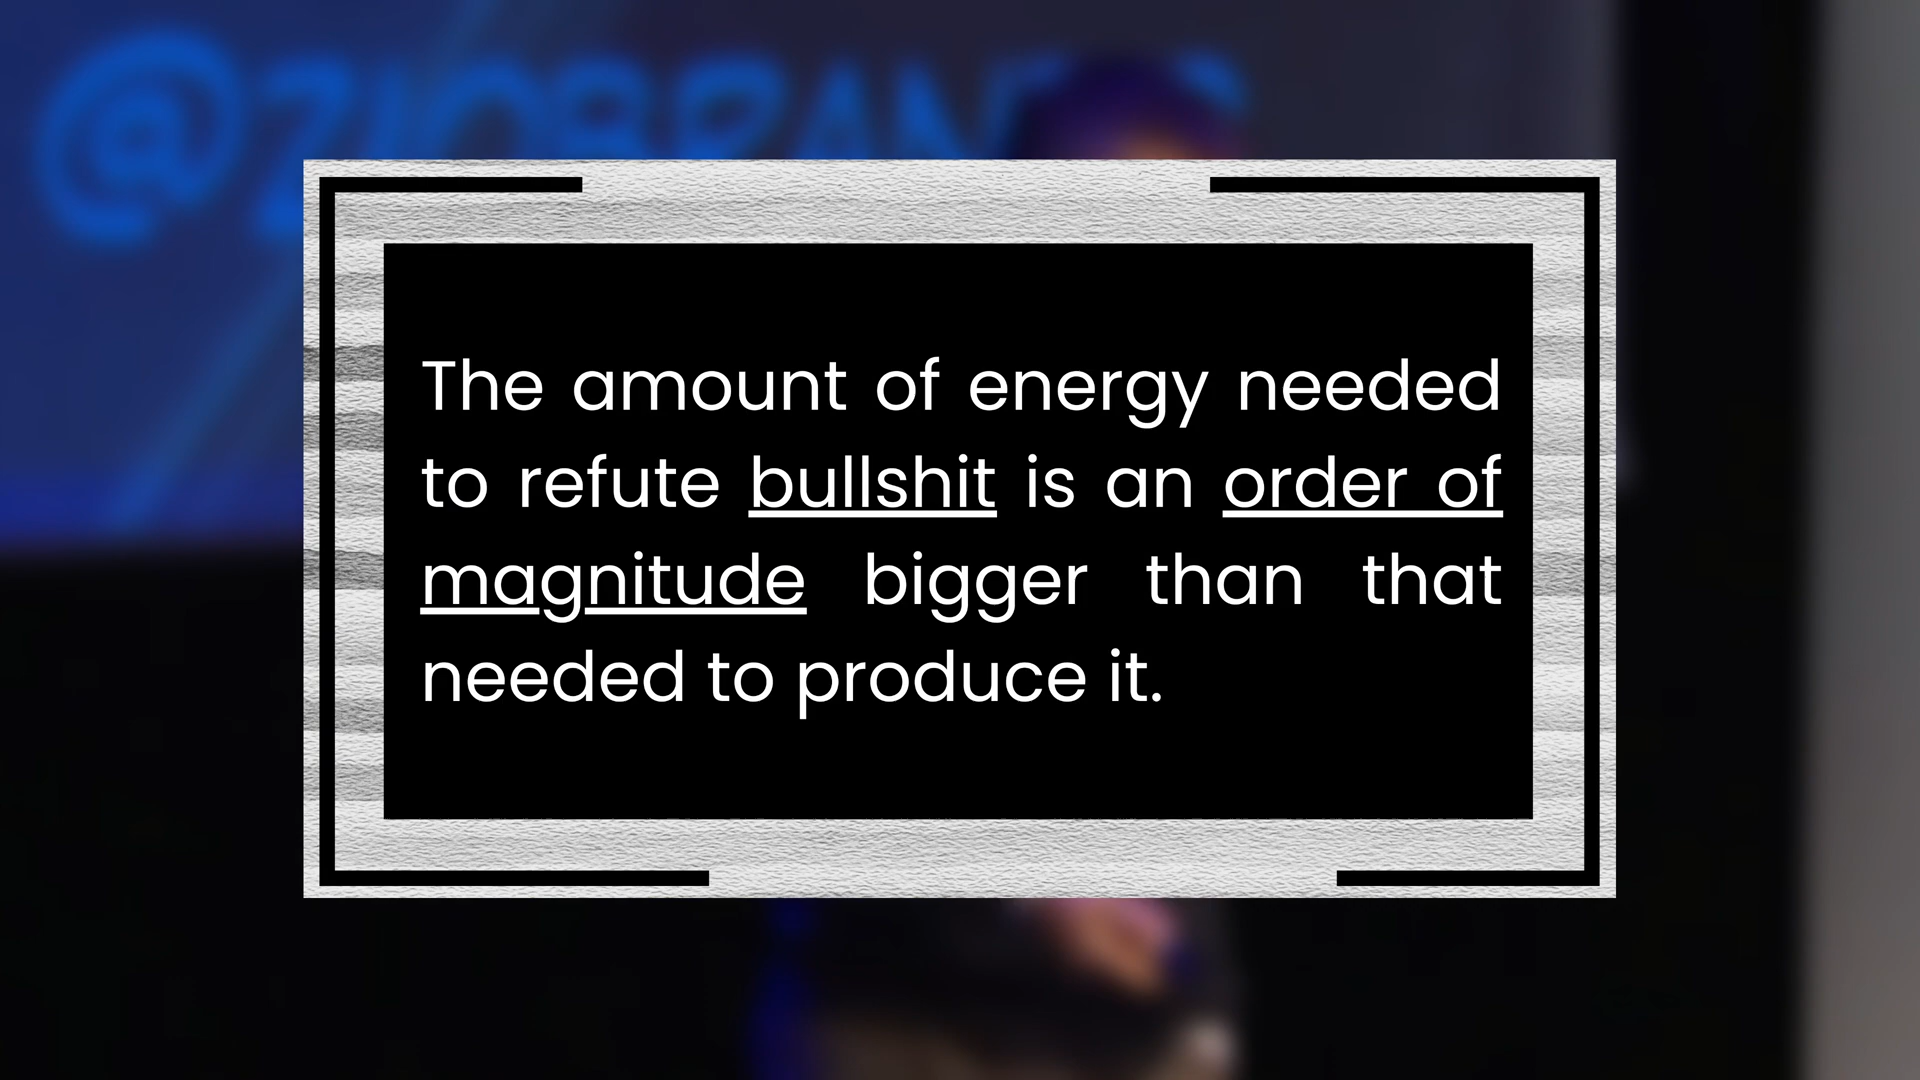 @ZIOBRANDO
The amount of energy needed
to refute bullshit is an order of
magnitude bigger than that
needed to produce it.